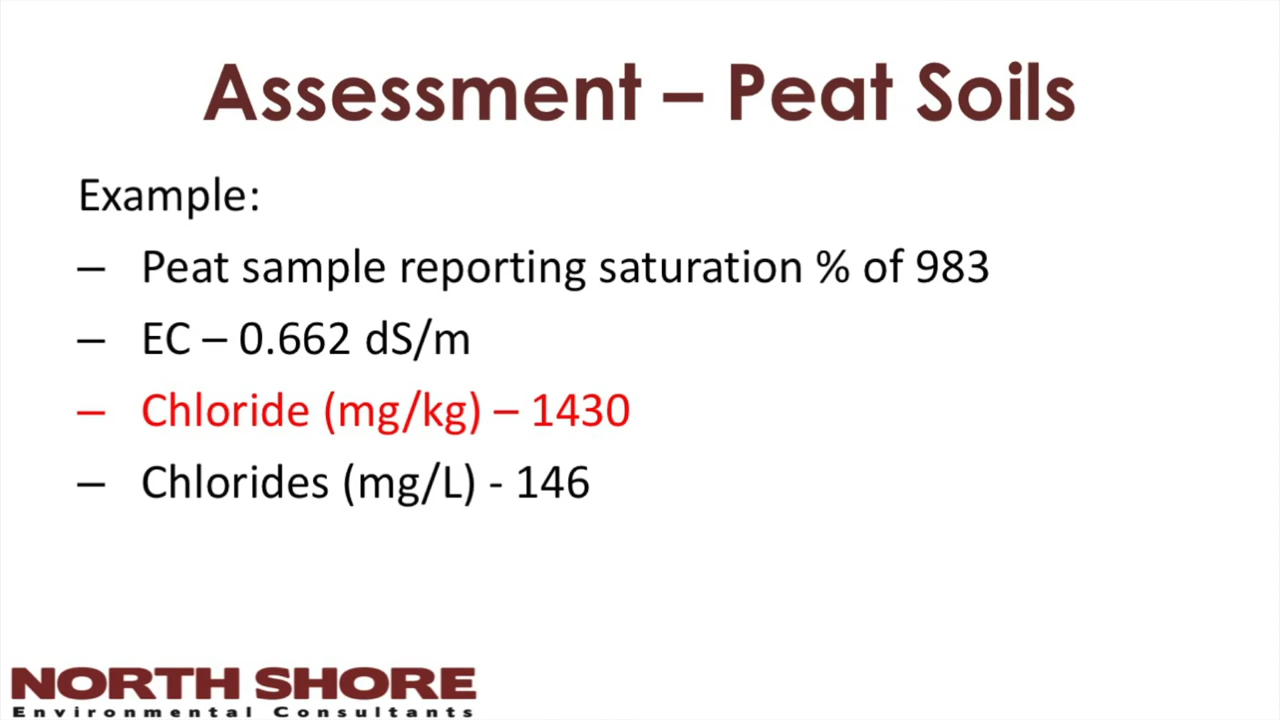 Assessment – Peat Soils
Example:
– Peat sample reporting saturation % of 983
– EC – 0.662 dS/m
– Chloride (mg/kg) – 1430
– Chlorides (mg/L) - 146
NORTH SHORE
Environmental Consultants